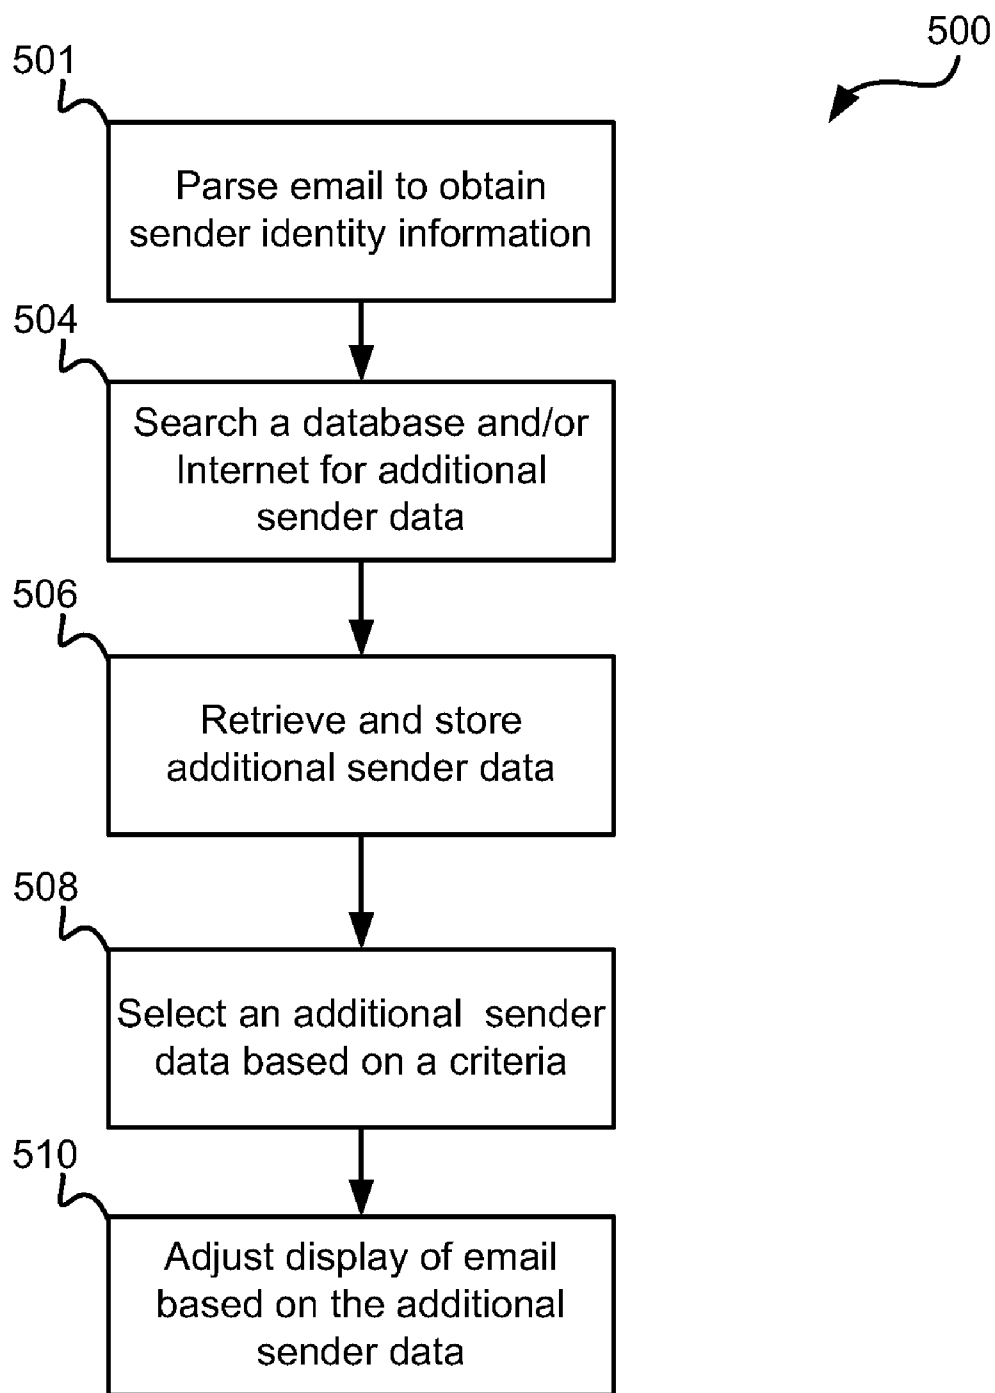 500
501
Parse email to obtain
sender identity information
504
Search a database and/or
Internet for additional
sender data
506
Retrieve and store
additional sender data
508
Select an additional  sender
data based on a criteria
510
Adjust display of email
based on the additional
sender data